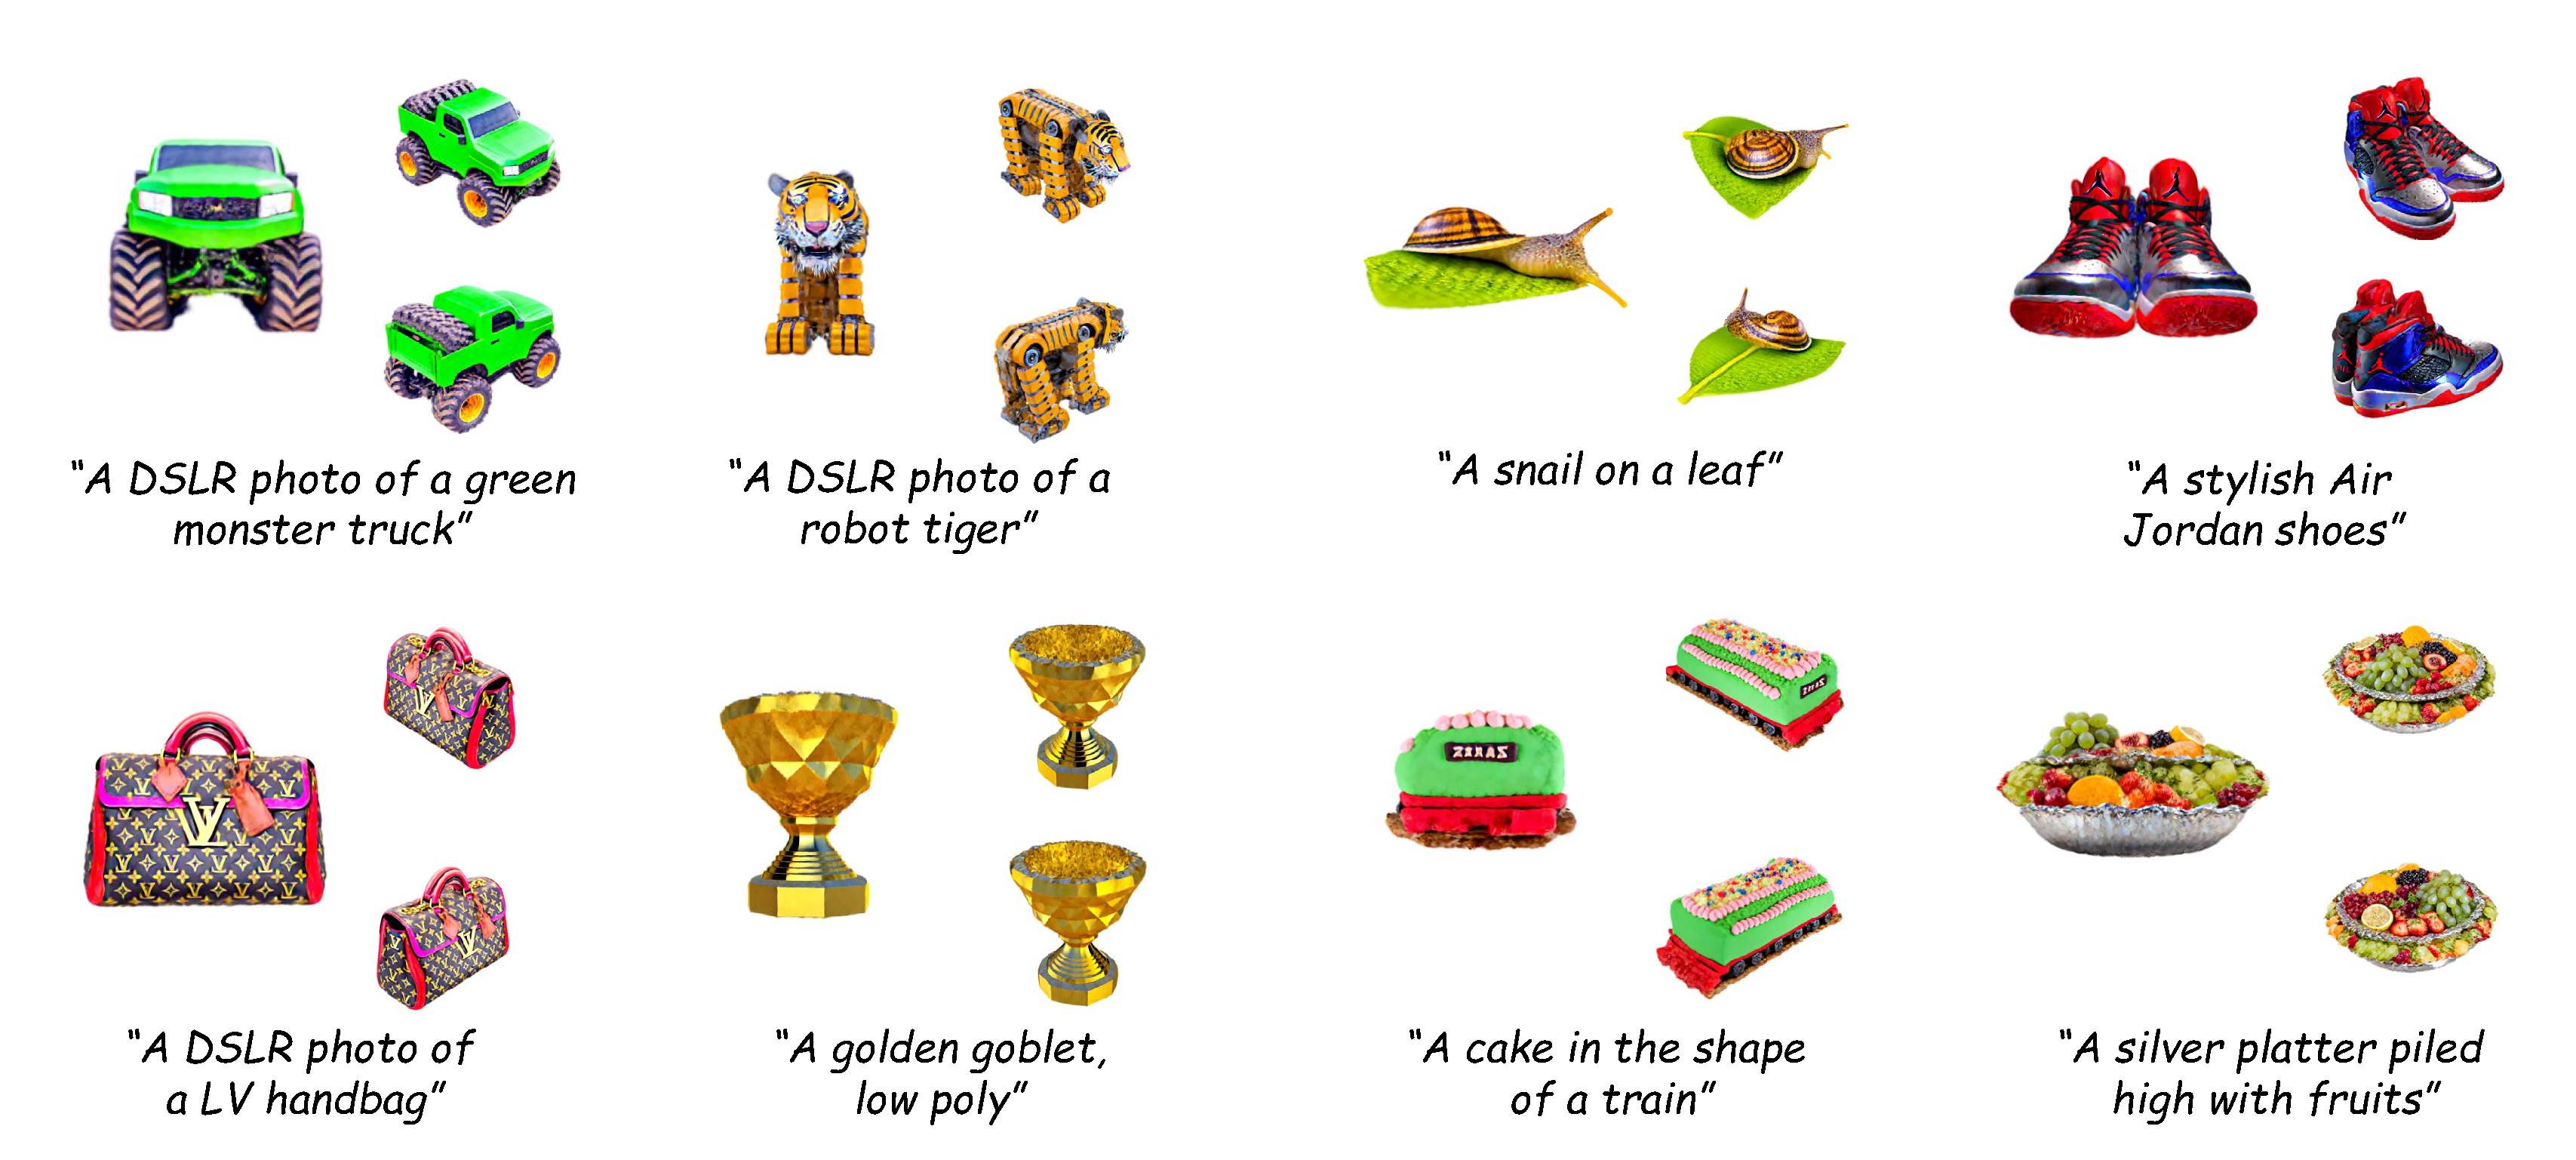 “A DSLR photo of a green
monster truck”
“A DSLR photo of a
robot tiger”
“A snail on a leaf”
“A stylish Air
Jordan shoes”
“A DSLR photo of
a LV handbag”
“A golden goblet,
low poly”
“A cake in the shape
of a train”
“A silver platter piled
high with fruits”